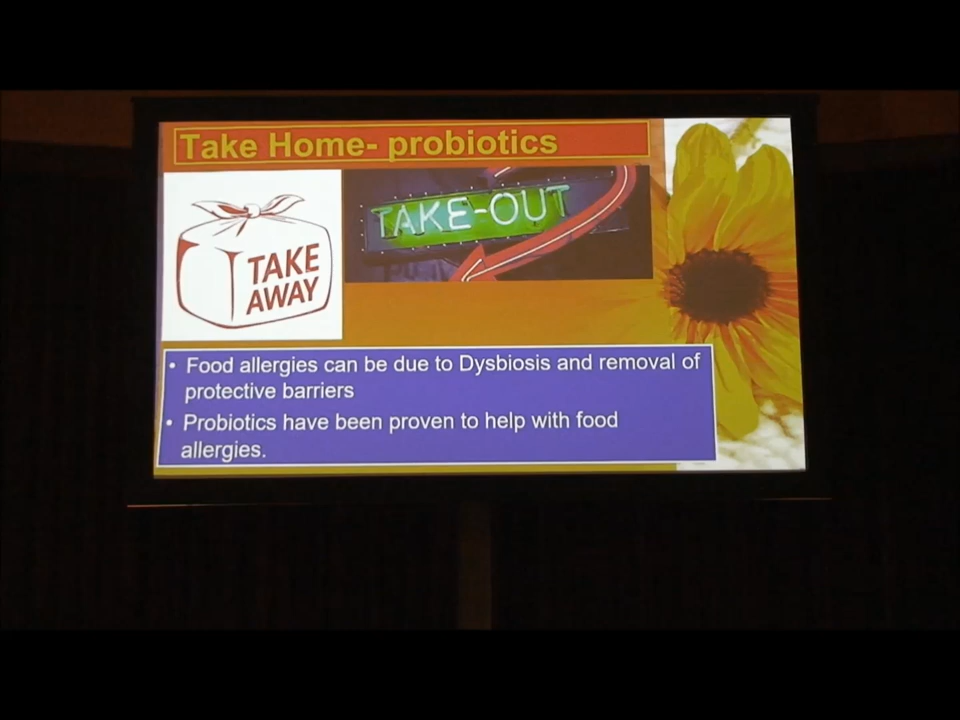 Take Home- probiotics
TAKE-OUT
TAKE
AWAY
• Food allergies can be due to Dysbiosis and removal of
protective barriers
• Probiotics have been proven to help with food
allergies.